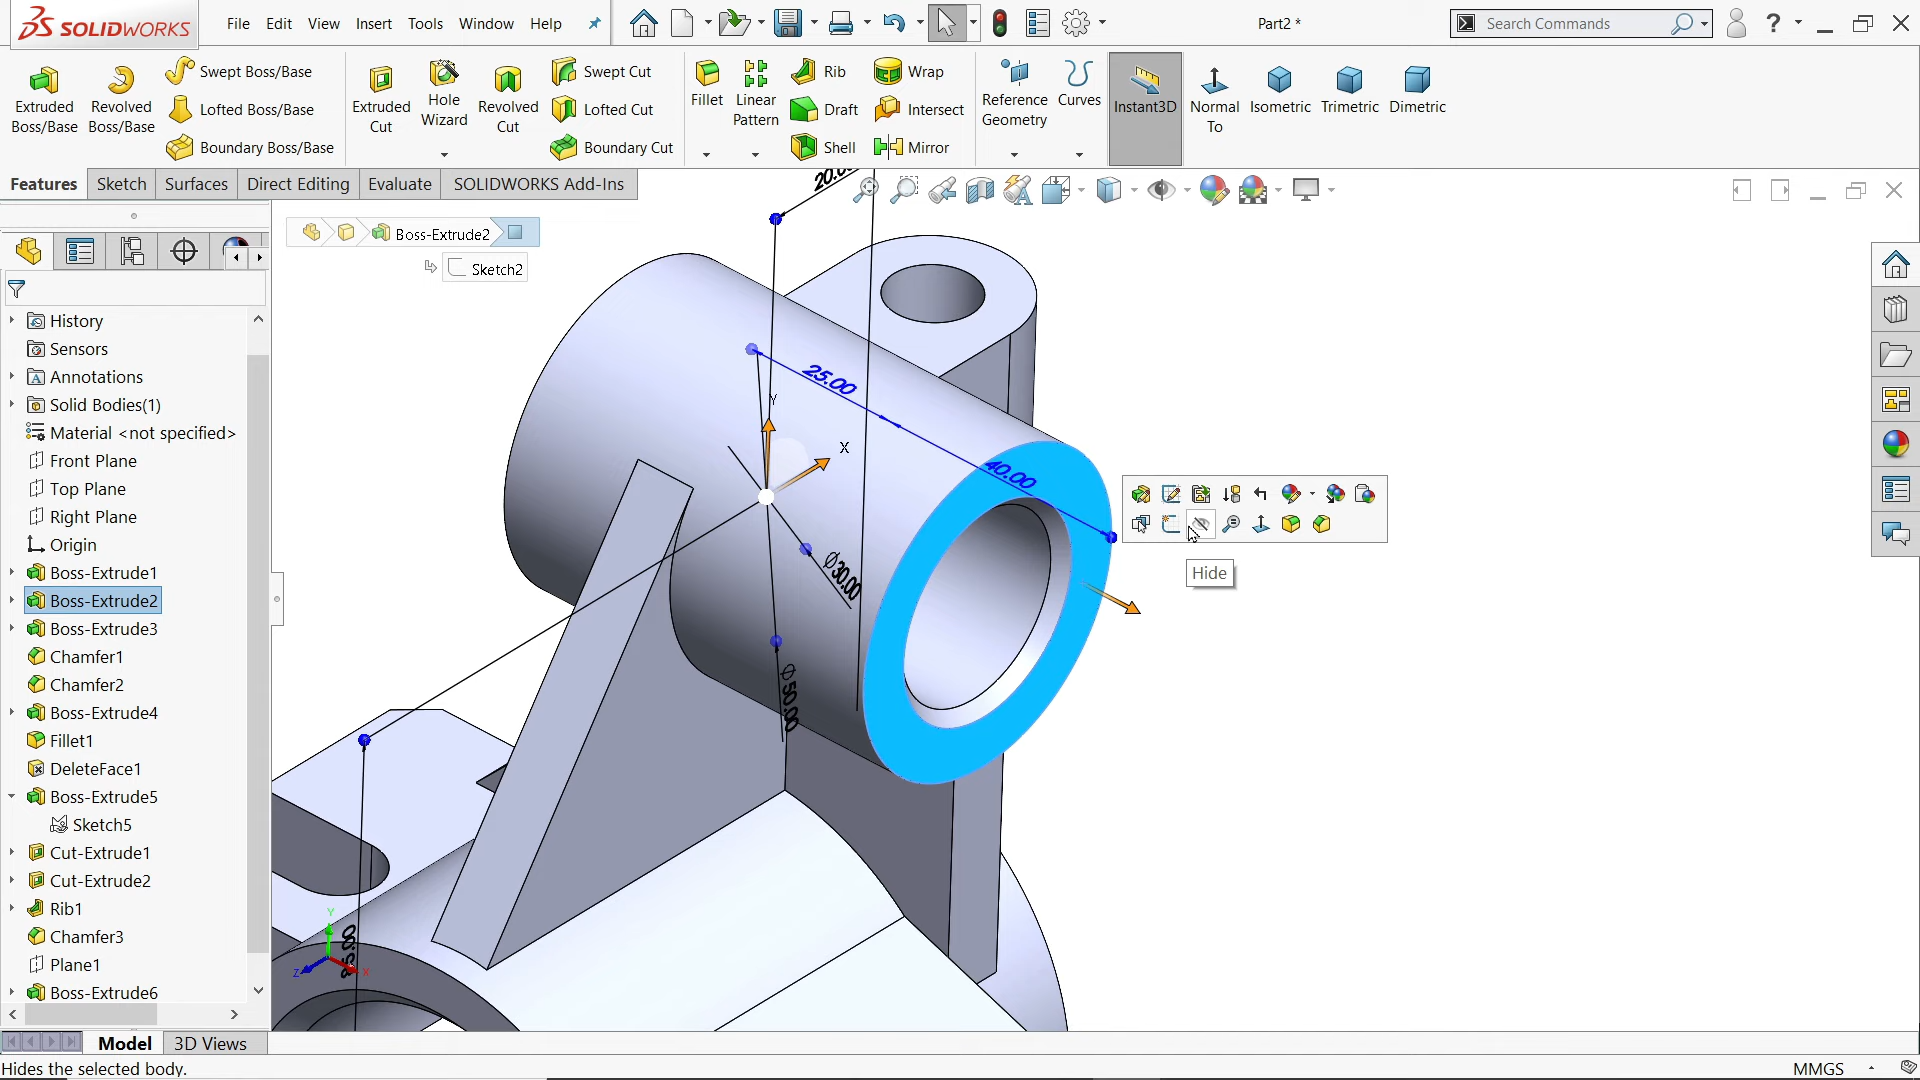 SOLIDWORKS
File Edit View Insert Tools Window Help
Part2 *
Search Commands
Extruded Boss/Base
Revolved Boss/Base
Swept Boss/Base
Lofted Boss/Base
Boundary Boss/Base
Extruded Cut
Hole Wizard
Revolved Cut
Swept Cut
Lofted Cut
Boundary Cut
Fillet
Linear Pattern
Rib
Draft
Shell
Wrap
Intersect
Mirror
Reference Geometry
Curves
Instant3D
Normal To
Isometric
Trimetric
Dimetric
Features Sketch Surfaces Direct Editing Evaluate SOLIDWORKS Add-Ins
Boss-Extrude2
Sketch2
History
Sensors
Annotations
Solid Bodies(1)
Material <not specified>
Front Plane
Top Plane
Right Plane
Origin
Boss-Extrude1
Boss-Extrude2
Boss-Extrude3
Chamfer1
Chamfer2
Boss-Extrude4
Fillet1
DeleteFace1
Boss-Extrude5
Sketch5
Cut-Extrude1
Cut-Extrude2
Rib1
Chamfer3
Plane1
Boss-Extrude6
25.00
40.00
Y
X
Ø30.00
Ø50.00
Hide
Y
Z
X
Model 3D Views
Hides the selected body.
MMGS